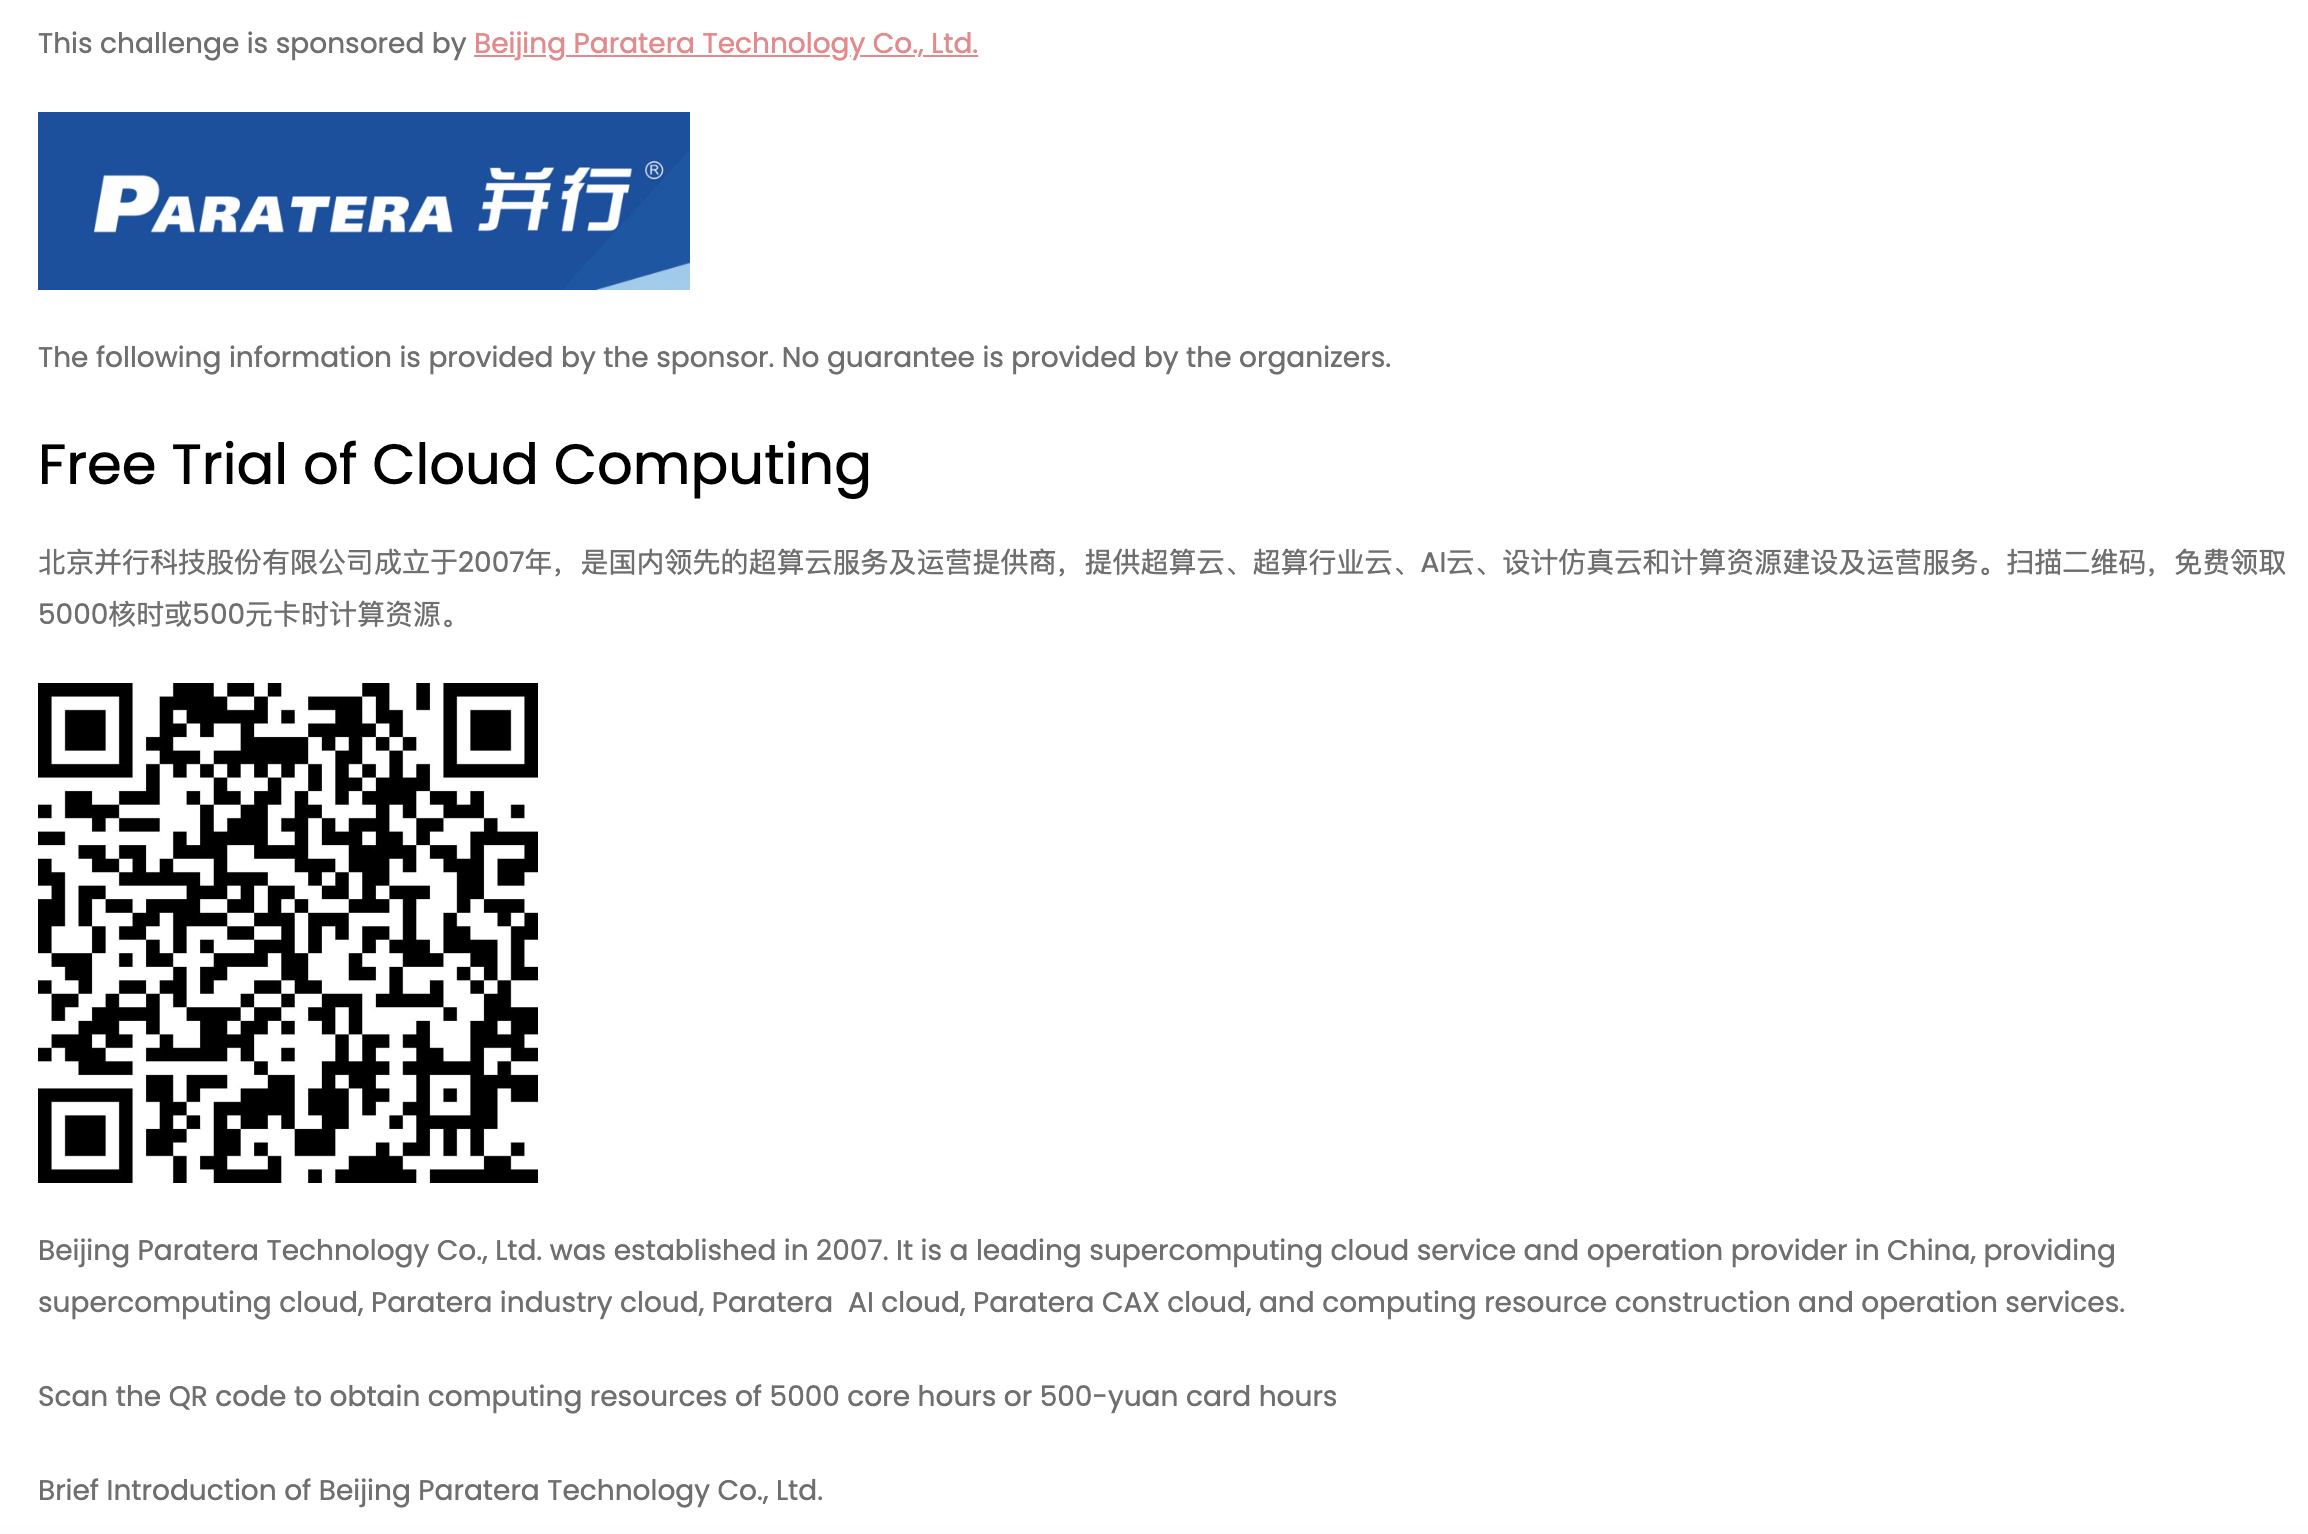 This challenge is sponsored by Beijing Paratera Technology Co., Ltd.
PARATERA 并行®
The following information is provided by the sponsor. No guarantee is provided by the organizers.
Free Trial of Cloud Computing
北京并行科技股份有限公司成立于2007年，是国内领先的超算云服务及运营提供商，提供超算云、超算行业云、AI云、设计仿真云和计算资源建设及运营服务。扫描二维码，免费领取
5000核时或500元卡时计算资源。
Beijing Paratera Technology Co., Ltd. was established in 2007. It is a leading supercomputing cloud service and operation provider in China, providing
supercomputing cloud, Paratera industry cloud, Paratera  AI cloud, Paratera CAX cloud, and computing resource construction and operation services.
Scan the QR code to obtain computing resources of 5000 core hours or 500-yuan card hours
Brief Introduction of Beijing Paratera Technology Co., Ltd.